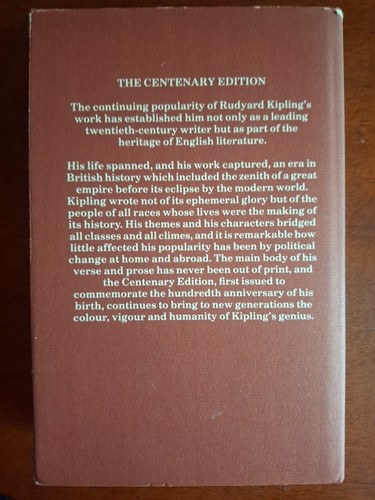 THE CENTENARY EDITION
The continuing popularity of Rudyard Kipling's
work has established him not only as a leading
twentieth-century writer but as part of the
heritage of English literature.
His life spanned, and his work captured, an era in
British history which included the zenith of a great
empire before its eclipse by the modern world.
Kipling wrote not of its ephemeral glory but of the
people of all races whose lives were the making of
its history. His themes and his characters bridged
all classes and all climes, and it is remarkable how
little affected his popularity has been by political
change at home and abroad. The main body of his
verse and prose has never been out of print, and
the Centenary Edition, first issued to
commemorate the hundredth anniversary of his
birth, continues to bring to new generations the
colour, vigour and humanity of Kipling's genius.